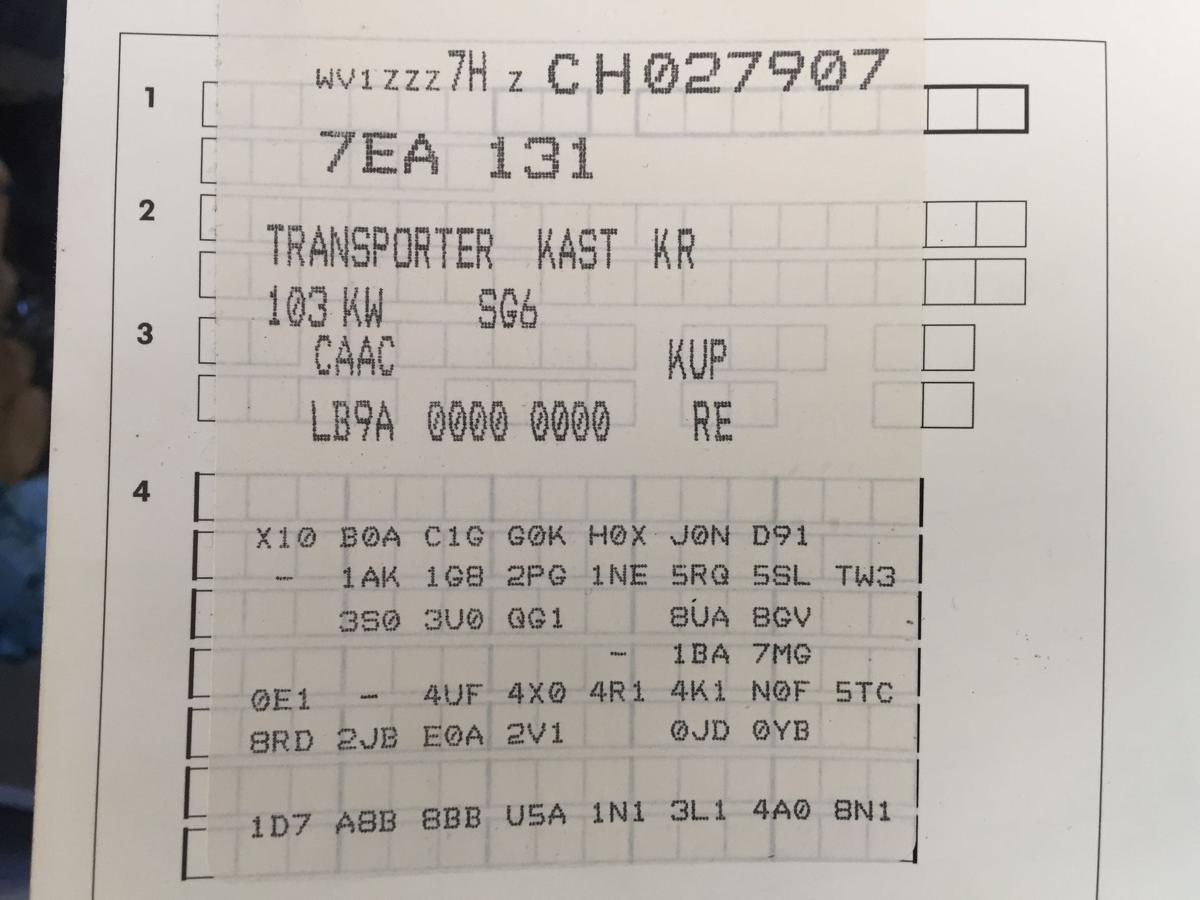 1
WV1ZZZ7H Z CH027907
7EA 131
2
TRANSPORTER KAST KR
103 KW SG6
3
CAAC KUP
LB9A 0000 0000 RE
4
X10 B0A C1G G0K H0X J0N D91
- 1AK 1G8 2PG 1NE 5RQ 5SL TW3
3S0 3U0 QG1 8UA 8GV
- 1BA 7MG
0E1 - 4UF 4X0 4R1 4K1 N0F 5TC
8RD 2JB E0A 2V1 0JD 0YB
1D7 A8B 8BB U5A 1N1 3L1 4A0 8N1